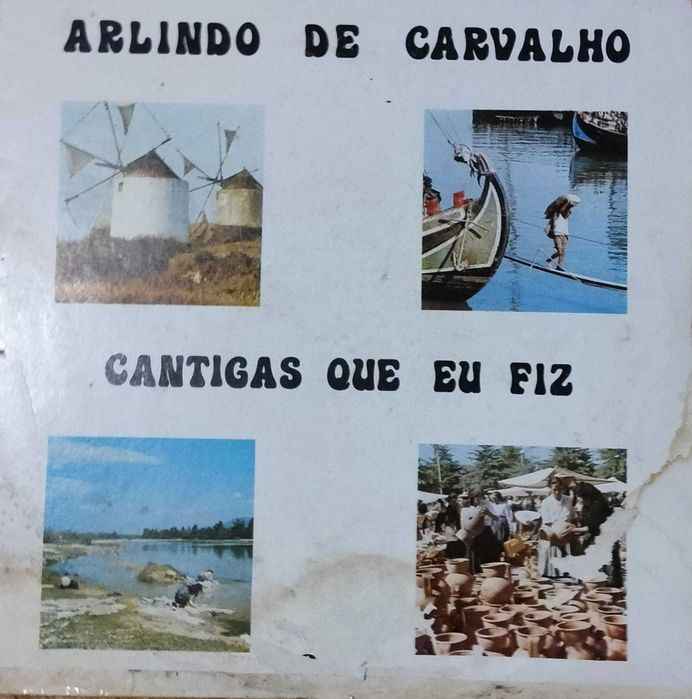 ARLINDO DE CARVALHO
CANTIGAS QUE EU FIZ